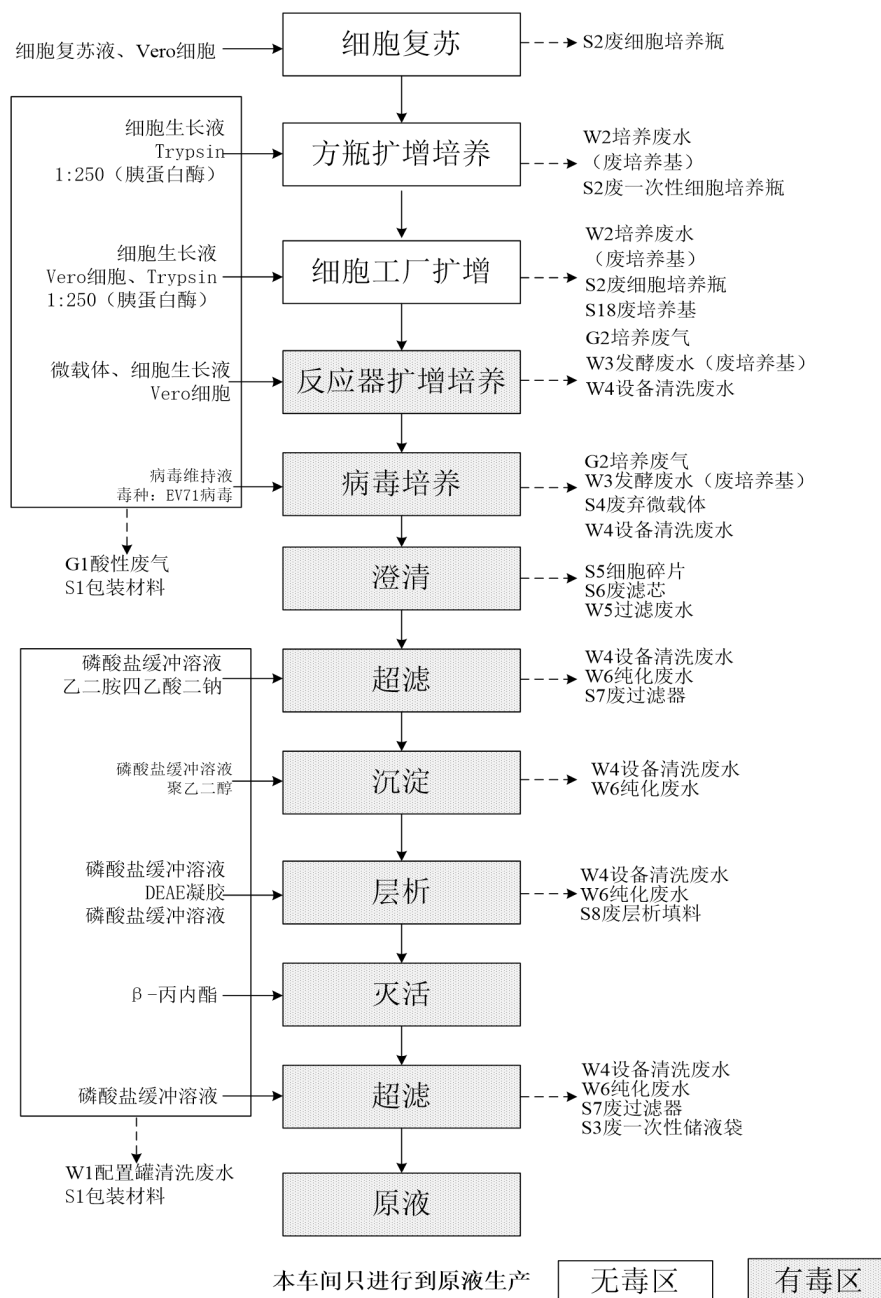 细胞复苏液、Vero细胞
细胞复苏
S2废细胞培养瓶
细胞生长液
Trypsin
1:250（胰蛋白酶）
方瓶扩增培养
W2培养废水
（废培养基）
S2废一次性细胞培养瓶
细胞生长液
Vero细胞、Trypsin
1:250（胰蛋白酶）
细胞工厂扩增
W2培养废水
（废培养基）
S2废细胞培养瓶
S18废培养基
微载体、细胞生长液
Vero细胞
反应器扩增培养
G2培养废气
W3发酵废水（废培养基）
W4设备清洗废水
病毒维持液
毒种：EV71病毒
病毒培养
G2培养废气
W3发酵废水（废培养基）
S4废弃微载体
W4设备清洗废水
G1酸性废气
S1包装材料
澄清
S5细胞碎片
S6废滤芯
W5过滤废水
磷酸盐缓冲溶液
乙二胺四乙酸二钠
超滤
W4设备清洗废水
W6纯化废水
S7废过滤器
磷酸盐缓冲溶液
聚乙二醇
沉淀
W4设备清洗废水
W6纯化废水
磷酸盐缓冲溶液
DEAE凝胶
磷酸盐缓冲溶液
层析
W4设备清洗废水
W6纯化废水
S8废层析填料
β-丙内酯
灭活
磷酸盐缓冲溶液
超滤
W4设备清洗废水
W6纯化废水
S7废过滤器
S3废一次性储液袋
W1配置罐清洗废水
S1包装材料
原液
本车间只进行到原液生产
无毒区
有毒区